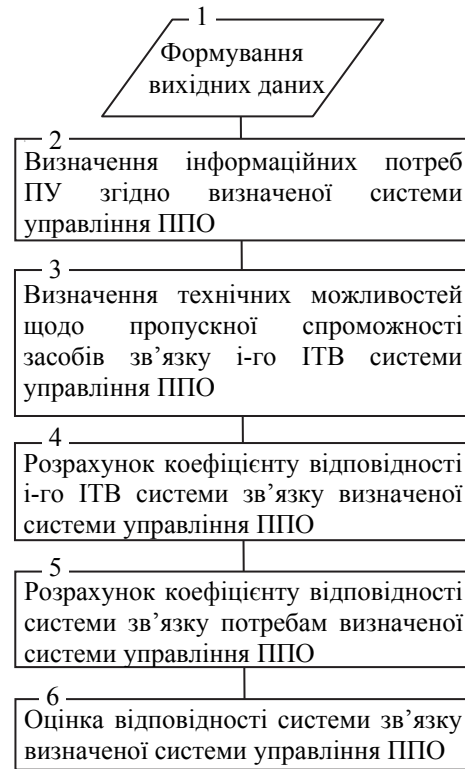 1
Формування
вихідних даних
2
Визначення інформаційних потреб
ПУ згідно визначеної системи
управління ППО
3
Визначення технічних можливостей
щодо пропускної спроможності
засобів зв’язку і-го ІТВ системи
управління ППО
4
Розрахунок коефіцієнту відповідності
і-го ІТВ системи зв’язку визначеної
системи управління ППО
5
Розрахунок коефіцієнту відповідності
системи зв’язку потребам визначеної
системи управління ППО
6
Оцінка відповідності системи зв’язку
визначеної системи управління ППО